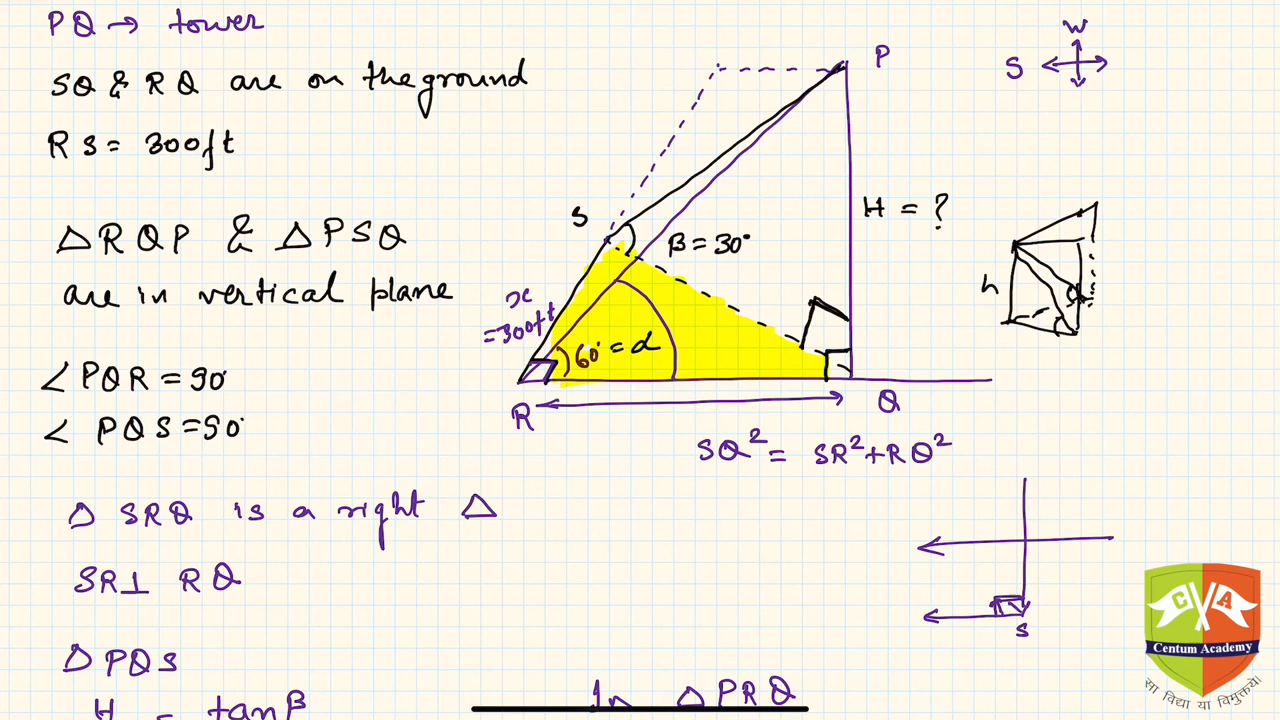 PQ → tower
SQ & RQ are on the ground
RS = 300ft
△RQP & △PSQ
are in vertical plane
∠PQR = 90°
∠PQS = 90°
△ SRQ is a right △
SR⊥ RQ
△PQS
H = tanβ
P
S
H = ?
β = 30°
x
=300ft
60° = α
R
Q
SQ² = SR² + RQ²
In △PRQ
W
S
h
S
CA
Centum Academy
सा विद्या या विमुक्तये।